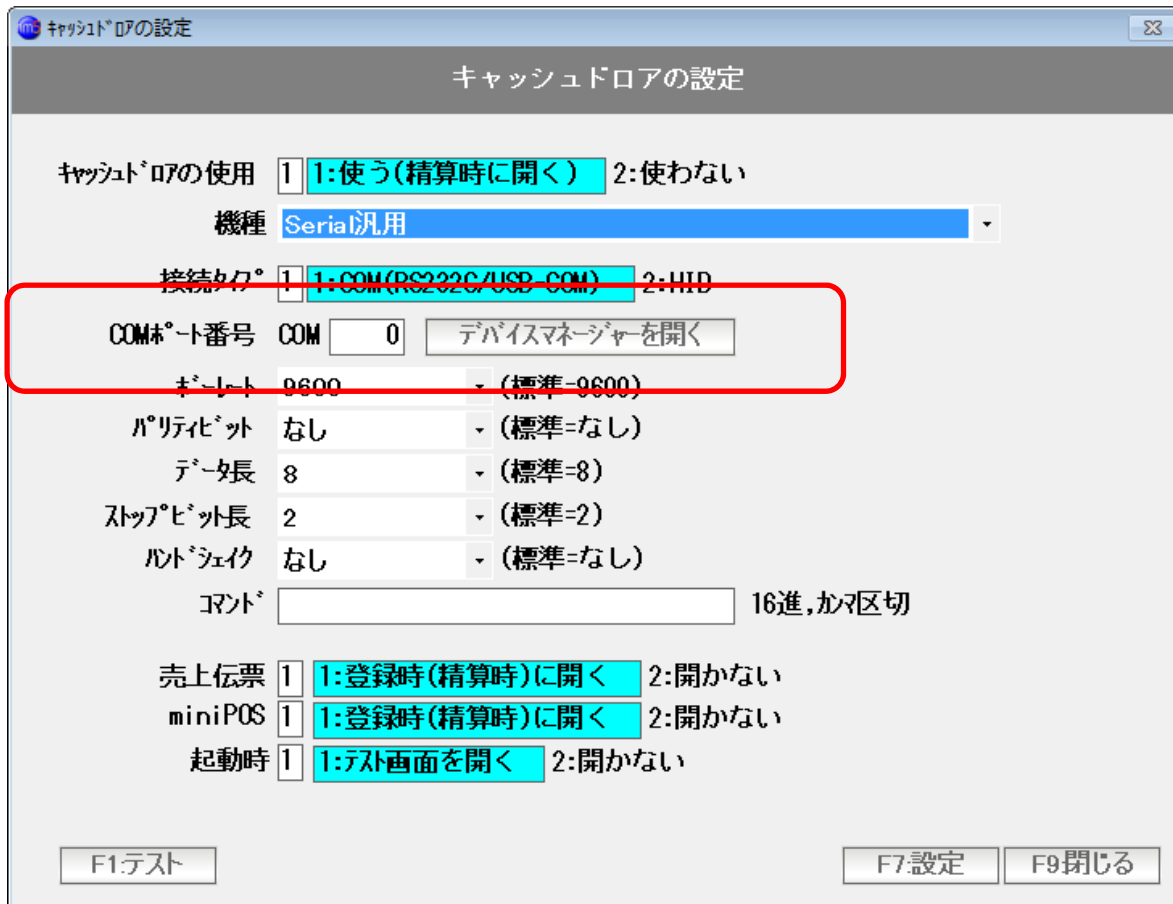 ｷｬｯｼｭﾄﾞﾛｱの設定
キャッシュドロアの設定
ｷｬｯｼｭﾄﾞﾛｱの使用 1 1:使う(精算時に開く) 2:使わない
機種 Serial汎用
接続ﾀｲﾌﾟ 1 1:COM(RS232C/USB-COM) 2:HID
COMﾎﾟｰﾄ番号 COM 0 デバイスマネージャーを開く
ﾎﾞｰﾚｰﾄ 9600 (標準=9600)
ﾊﾟﾘﾃｨﾋﾞｯﾄ なし (標準=なし)
ﾃﾞｰﾀ長 8 (標準=8)
ｽﾄｯﾌﾟﾋﾞｯﾄ長 2 (標準=2)
ﾊﾝﾄﾞｼｪｲｸ なし (標準=なし)
ｺﾏﾝﾄﾞ 16進,ｶﾝﾏ区切
売上伝票 1 1:登録時(精算時)に開く 2:開かない
miniPOS 1 1:登録時(精算時)に開く 2:開かない
起動時 1 1:ﾃｽﾄ画面を開く 2:開かない
F1:テスト F7:設定 F9:閉じる